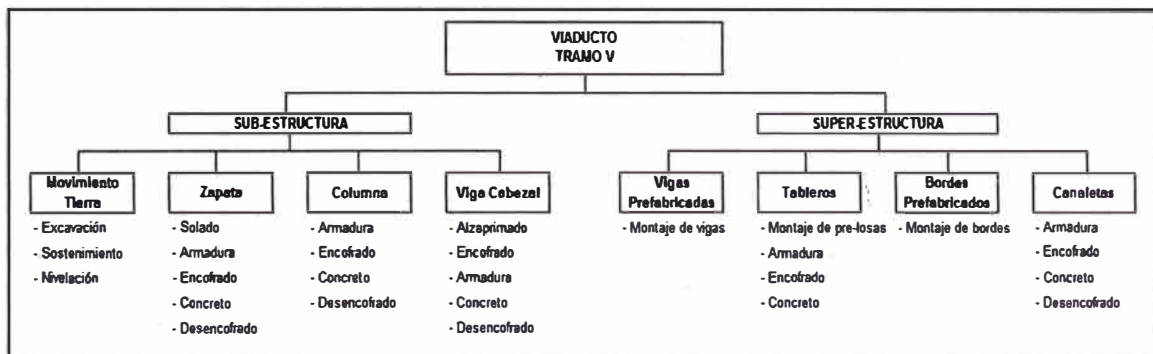 VIADUCTO
TRAMO V
SUB-ESTRUCTURA
SUPER-ESTRUCTURA
Movimiento
Tierra
- Excavación
- Sostenimiento
- Nivelación
Zapata
- Solado
- Armadura
- Encofrado
- Concreto
- Desencofrado
Columna
- Armadura
- Encofrado
- Concreto
- Desencofrado
Viga Cabezal
- Alzaprimado
- Encofrado
- Armadura
- Concreto
- Desencofrado
Vigas
Prefabricadas
- Montaje de vigas
Tableros
- Montaje de pre-losas
- Armadura
- Encofrado
- Concreto
Bordes
Prefabricados
- Montaje de bordes
Canaletas
- Armadura
- Encofrado
- Concreto
- Desencofrado